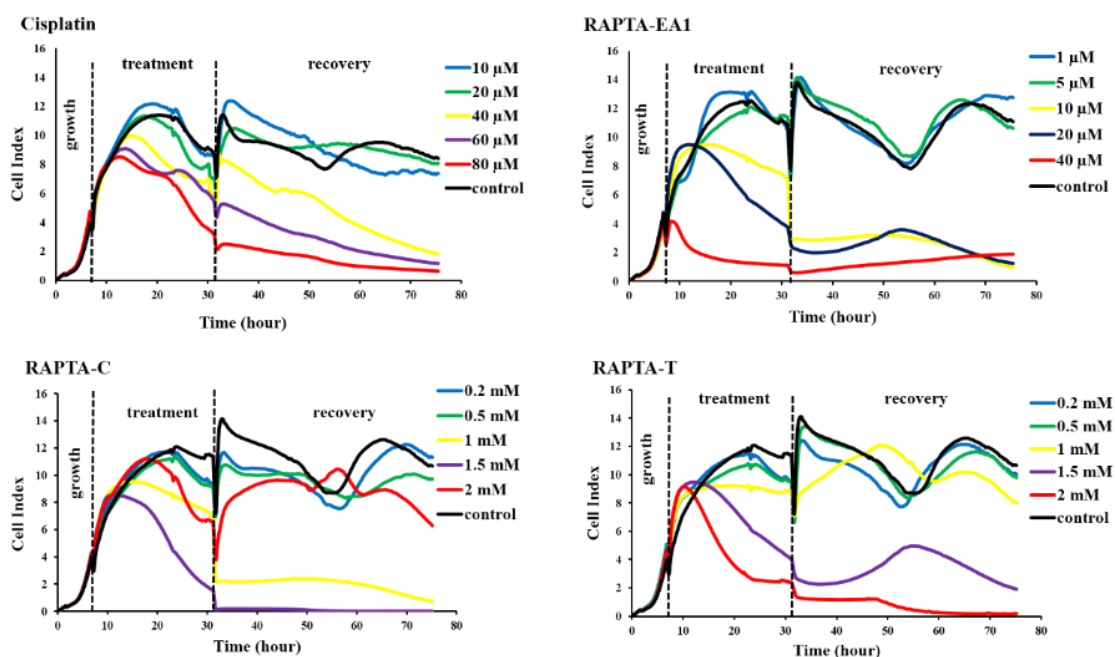 Cisplatin
16
14
12
10
8
6
4
2
0
Cell Index
growth
treatment
recovery
10 µM
20 µM
40 µM
60 µM
80 µM
control
0 10 20 30 40 50 60 70 80
Time (hour)
RAPTA-EA1
16
14
12
10
8
6
4
2
0
Cell Index
growth
treatment
recovery
1 µM
5 µM
10 µM
20 µM
40 µM
control
0 10 20 30 40 50 60 70 80
Time (hour)
RAPTA-C
16
14
12
10
8
6
4
2
0
Cell Index
growth
treatment
recovery
0.2 mM
0.5 mM
1 mM
1.5 mM
2 mM
control
0 10 20 30 40 50 60 70 80
Time (hour)
RAPTA-T
16
14
12
10
8
6
4
2
0
Cell Index
growth
treatment
recovery
0.2 mM
0.5 mM
1 mM
1.5 mM
2 mM
control
0 10 20 30 40 50 60 70 80
Time (hour)